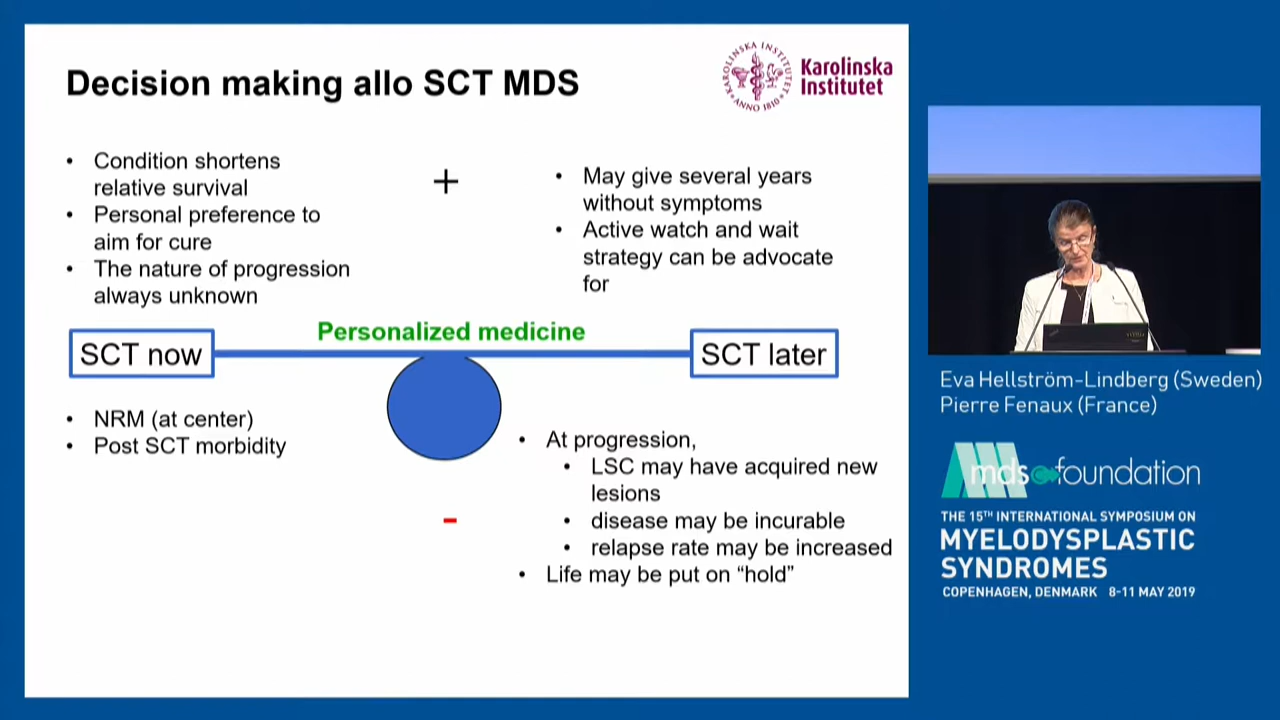 Decision making allo SCT MDS
KAROLINSKA INSTITUTET
ANNO 1810
Karolinska
Institutet
• Condition shortens
relative survival
• Personal preference to
aim for cure
• The nature of progression
always unknown
+
• May give several years
without symptoms
• Active watch and wait
strategy can be advocate
for
Personalized medicine
SCT now
SCT later
• NRM (at center)
• Post SCT morbidity
-
• At progression,
• LSC may have acquired new
lesions
• disease may be incurable
• relapse rate may be increased
• Life may be put on “hold”
Eva Hellström-Lindberg (Sweden)
Pierre Fenaux (France)
mds foundation
THE 15TH INTERNATIONAL SYMPOSIUM ON
MYELODYSPLASTIC
SYNDROMES
COPENHAGEN, DENMARK 8-11 MAY 2019